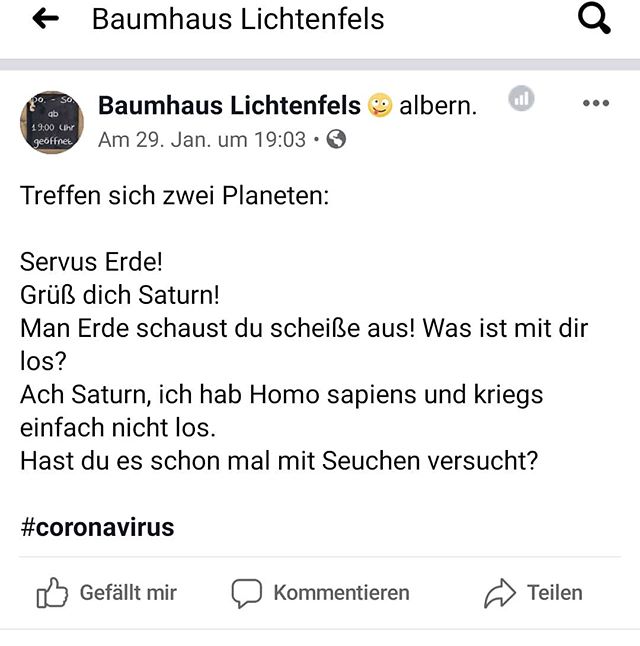 Baumhaus Lichtenfels
Do. - So.
ab
19:00 Uhr
geöffnet
Baumhaus Lichtenfels 🤪 albern.
Am 29. Jan. um 19:03 •
Treffen sich zwei Planeten:
Servus Erde!
Grüß dich Saturn!
Man Erde schaust du scheiße aus! Was ist mit dir
los?
Ach Saturn, ich hab Homo sapiens und kriegs
einfach nicht los.
Hast du es schon mal mit Seuchen versucht?
#coronavirus
Gefällt mir
Kommentieren
Teilen